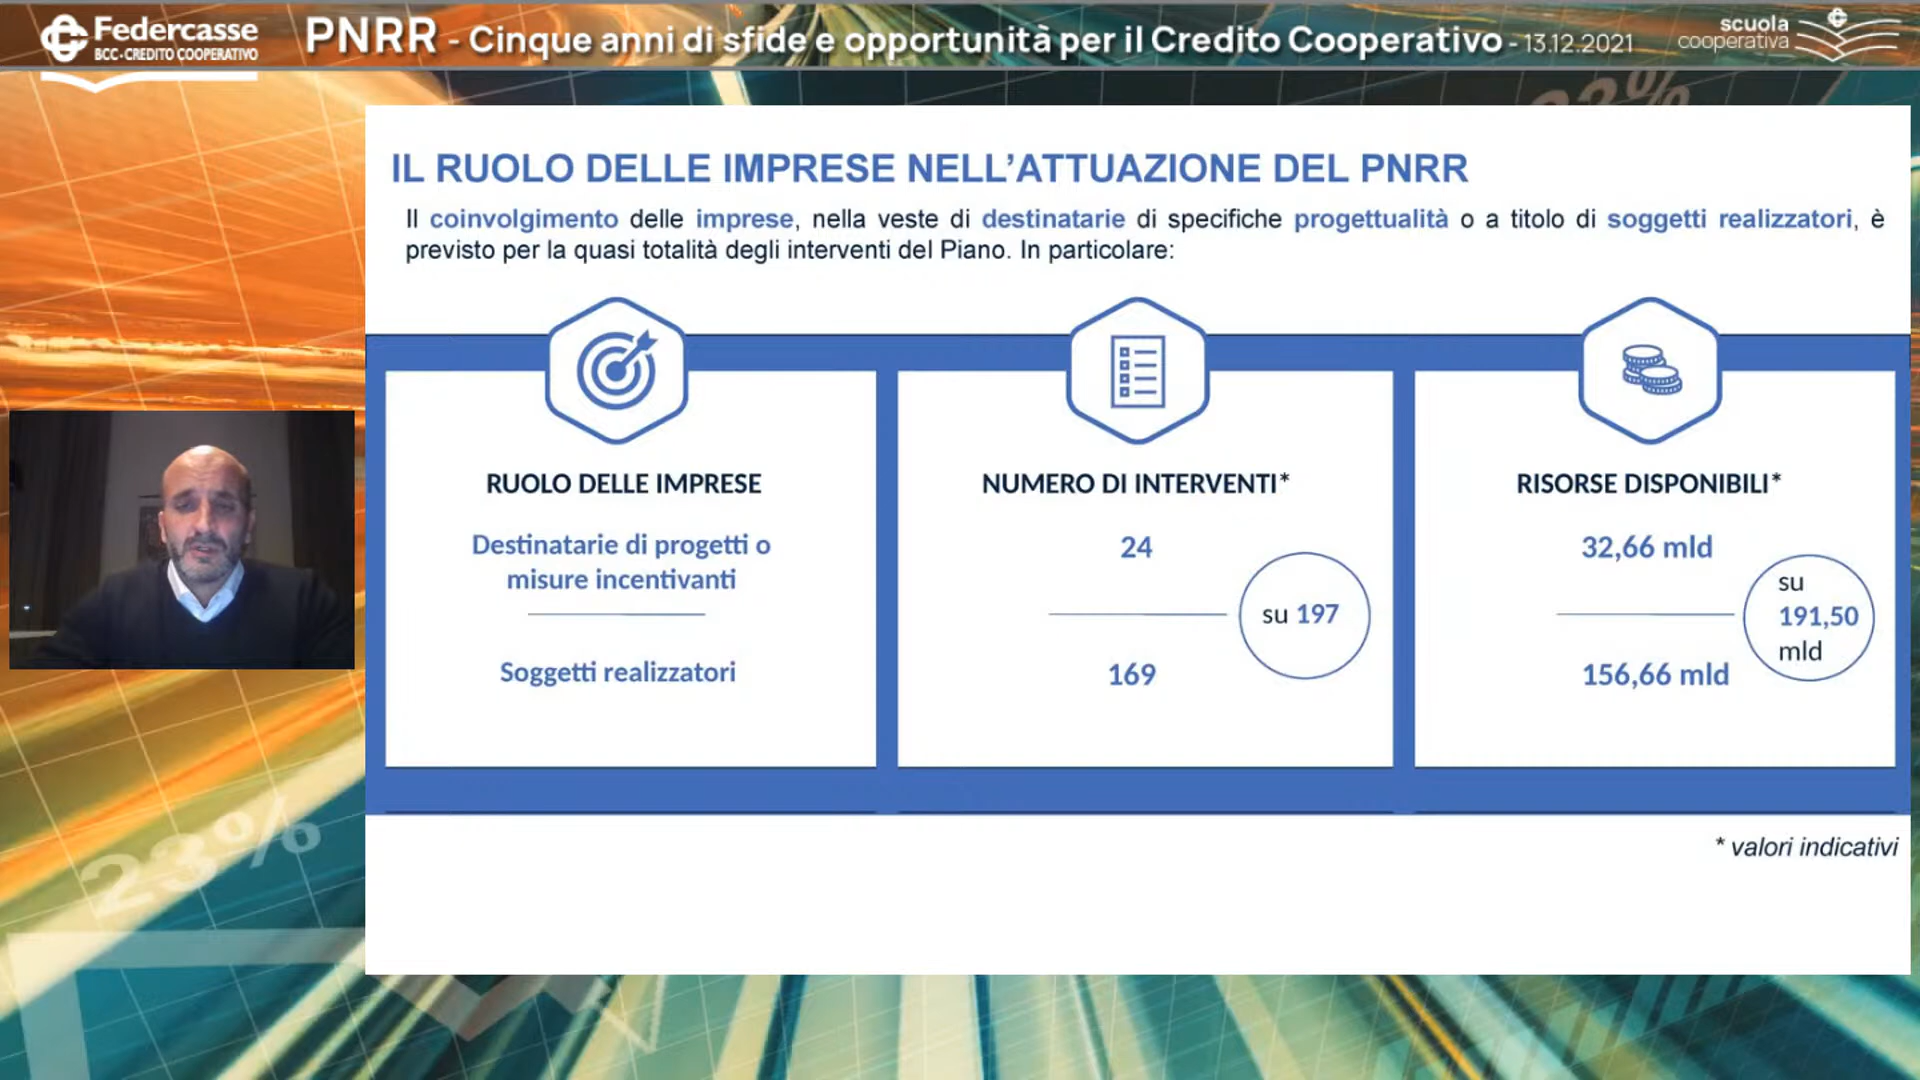 Federcasse
BCC-CREDITO COOPERATIVO
PNRR - Cinque anni di sfide e opportunità per il Credito Cooperativo - 13.12.2021
scuola
cooperativa
23%
IL RUOLO DELLE IMPRESE NELL'ATTUAZIONE DEL PNRR
Il coinvolgimento delle imprese, nella veste di destinatarie di specifiche progettualità o a titolo di soggetti realizzatori, è
previsto per la quasi totalità degli interventi del Piano. In particolare:
RUOLO DELLE IMPRESE
Destinatarie di progetti o
misure incentivanti
Soggetti realizzatori
NUMERO DI INTERVENTI*
24
su 197
169
RISORSE DISPONIBILI*
32,66 mld
su
191,50
mld
156,66 mld
* valori indicativi
23%